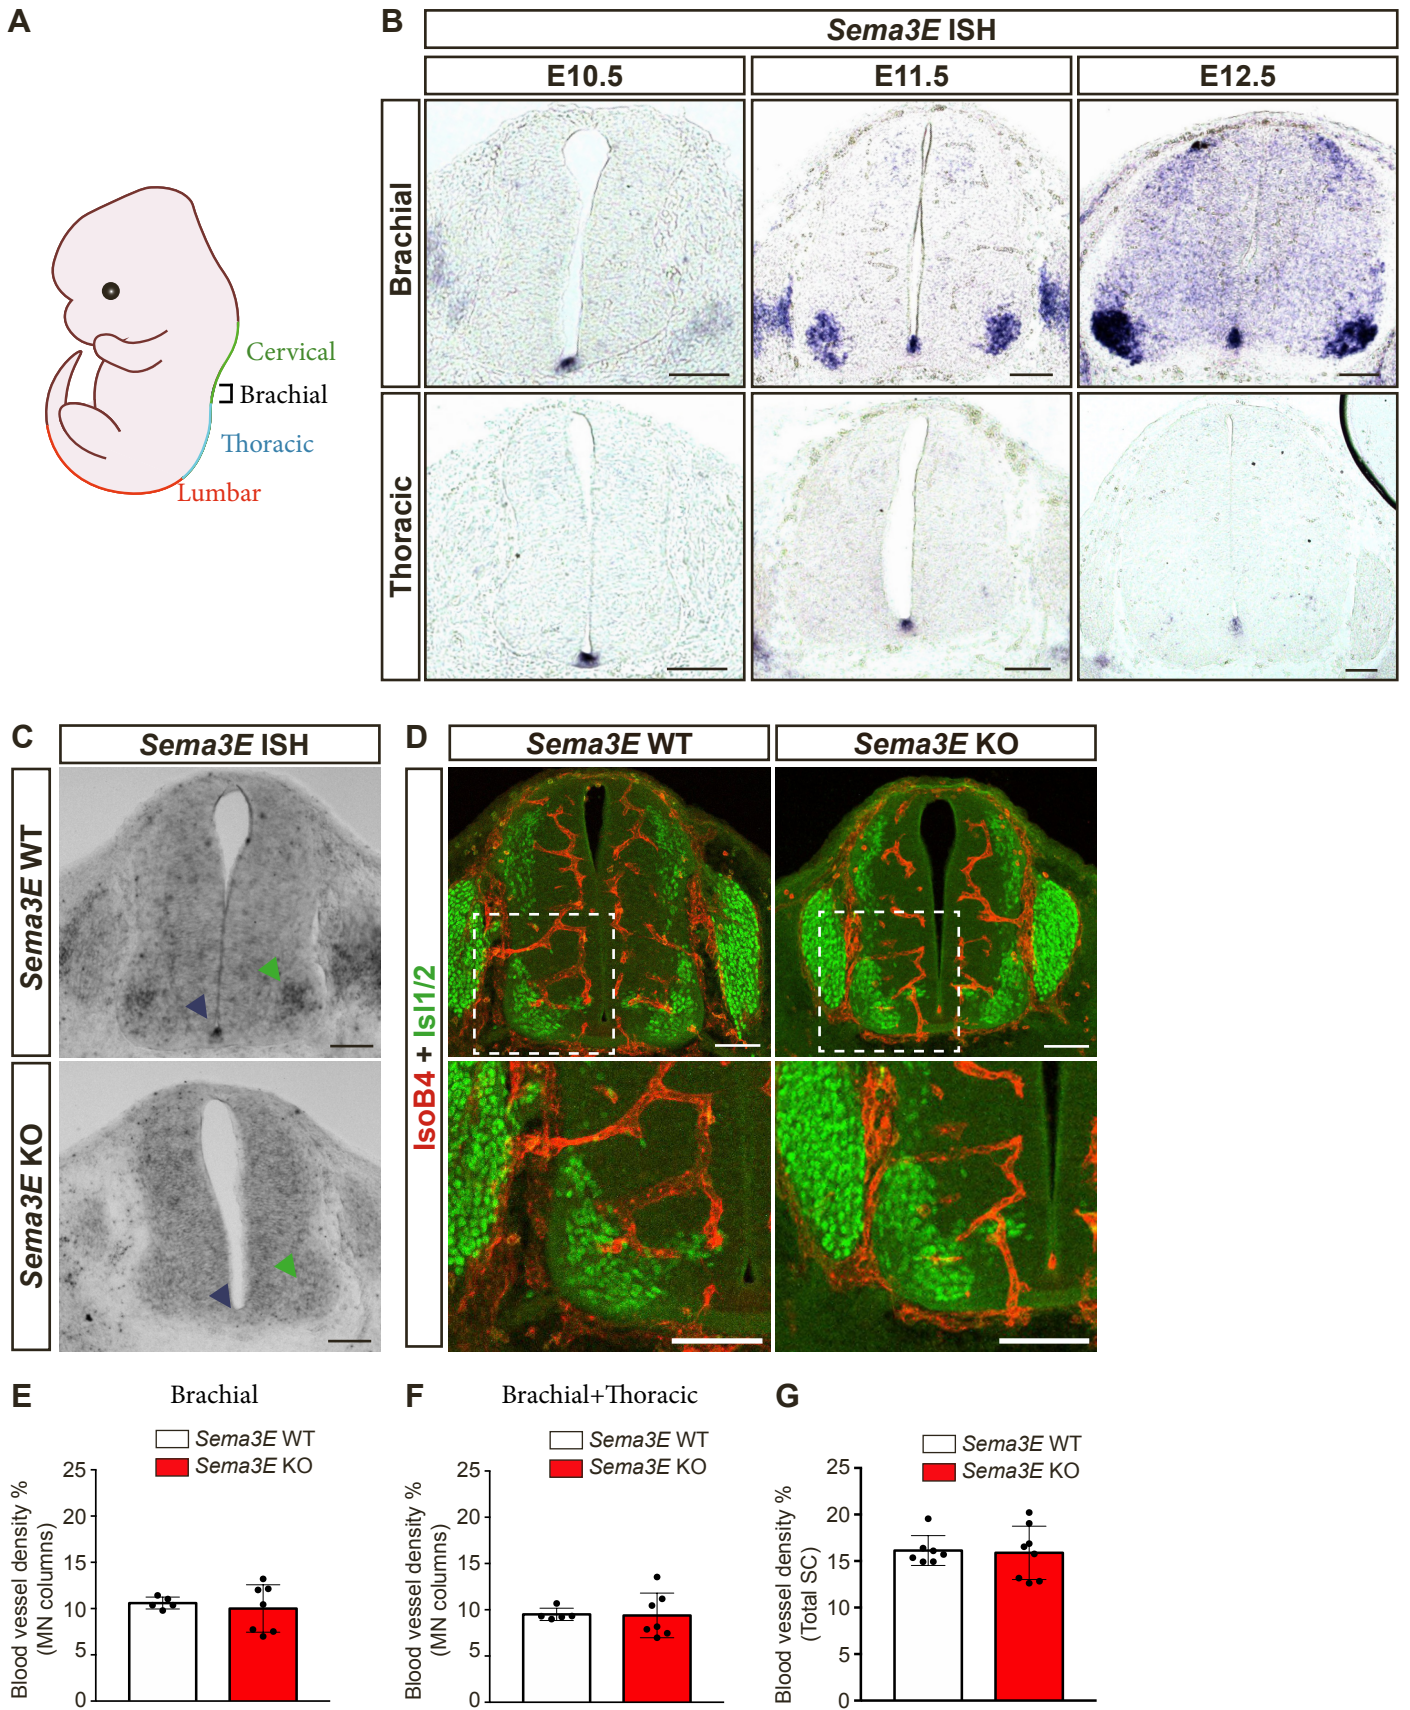 A
Cervical
Brachial
Thoracic
Lumbar
B
Sema3E ISH
E10.5
E11.5
E12.5
Brachial
Thoracic
C
Sema3E ISH
Sema3E WT
Sema3E KO
D
Sema3E WT
Sema3E KO
IsoB4 + Isl1/2
E
Brachial
Sema3E WT
Sema3E KO
Blood vessel density %
(MN columns)
25
20
15
10
5
0
F
Brachial+Thoracic
Sema3E WT
Sema3E KO
Blood vessel density %
(MN columns)
25
20
15
10
5
0
G
Sema3E WT
Sema3E KO
Blood vessel density %
(Total SC)
25
20
15
10
5
0